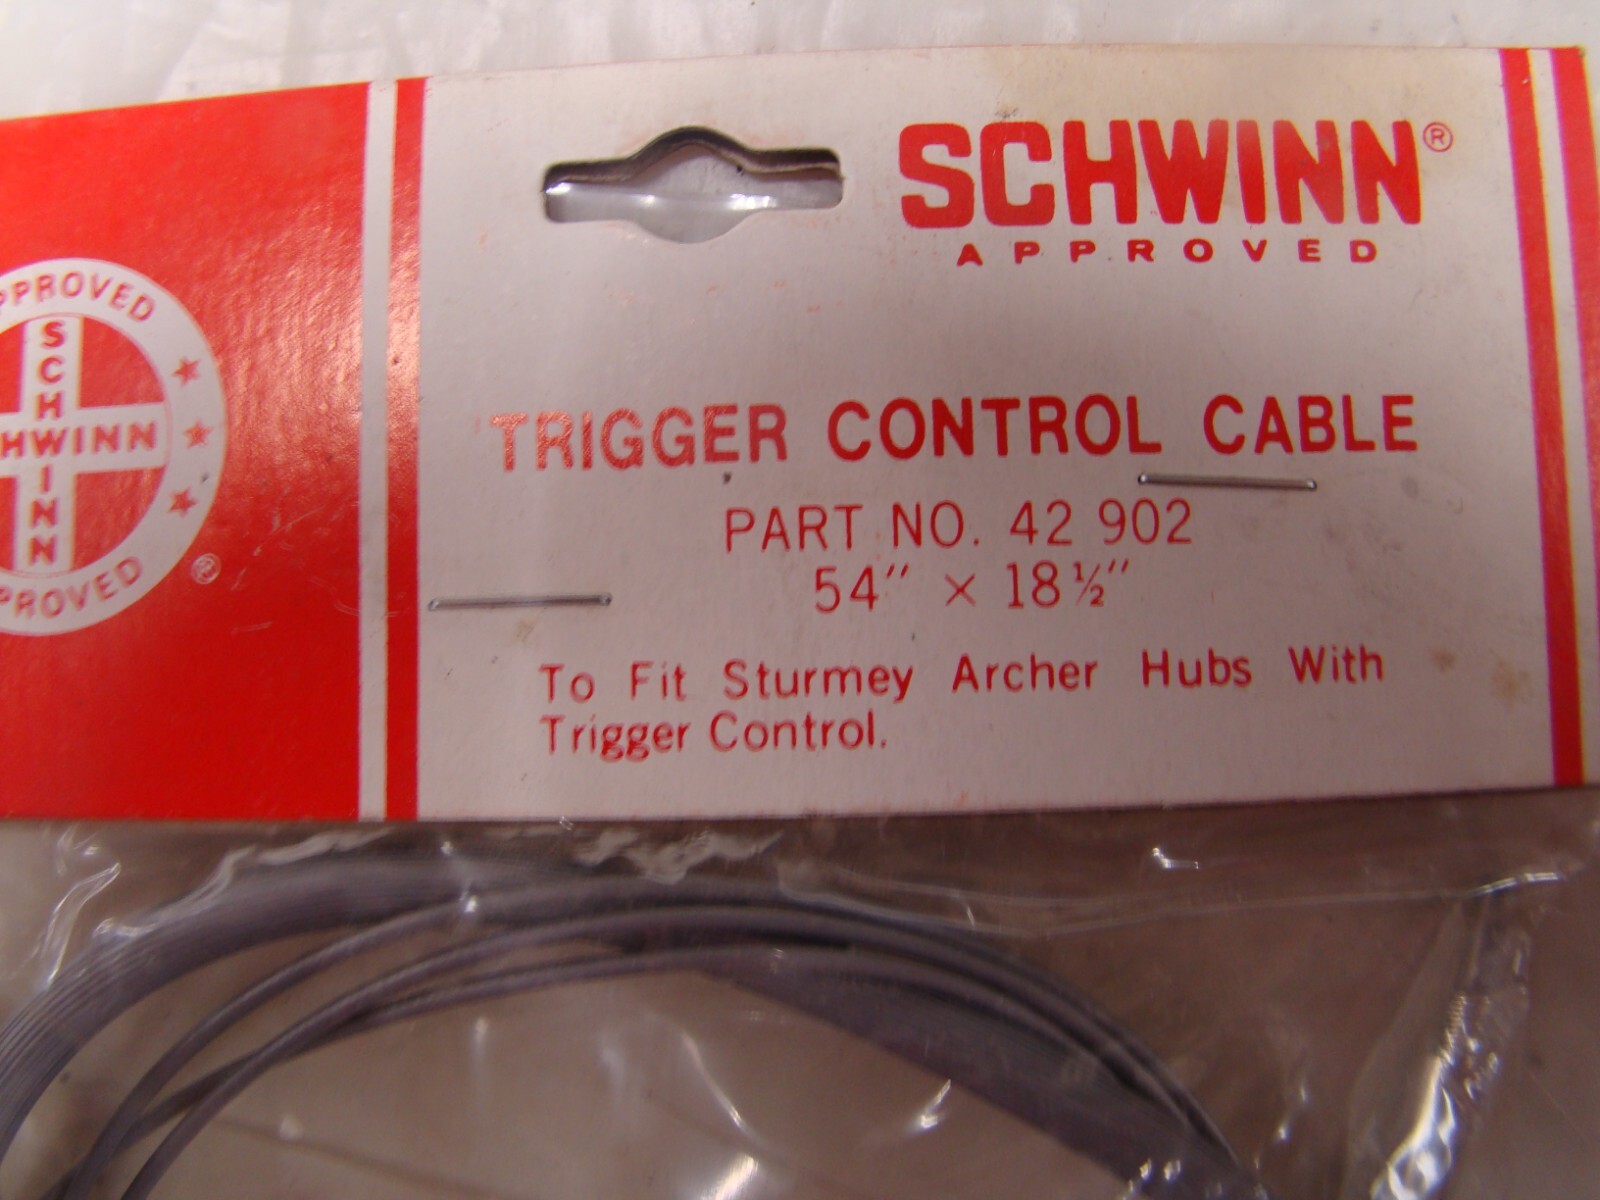 SCHWINN®
APPROVED
TRIGGER CONTROL CABLE
PART NO. 42 902
54" × 18½"
To Fit Sturmey Archer Hubs With
Trigger Control.
PPROVED
SCHWINN
HWINN
PROVED
®